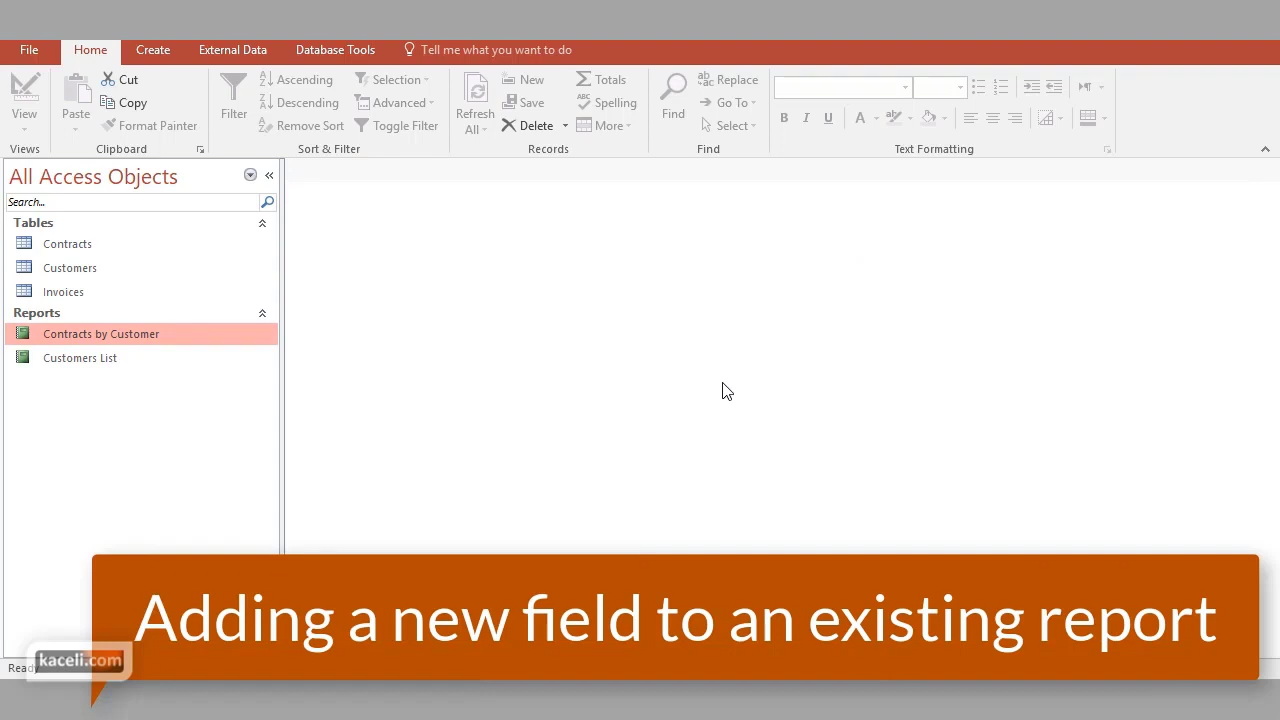 File Home Create External Data Database Tools Tell me what you want to do
View
Views
Paste
Cut
Copy
Format Painter
Clipboard
Filter
Ascending
Descending
Remove Sort
Selection
Advanced
Toggle Filter
Sort & Filter
Refresh
All
New
Save
Delete
Totals
Spelling
More
Records
Find
Replace
Go To
Select
Find
B I U A
Text Formatting
All Access Objects
Search...
Tables
Contracts
Customers
Invoices
Reports
Contracts by Customer
Customers List
Adding a new field to an existing report
Ready
kaceli.com